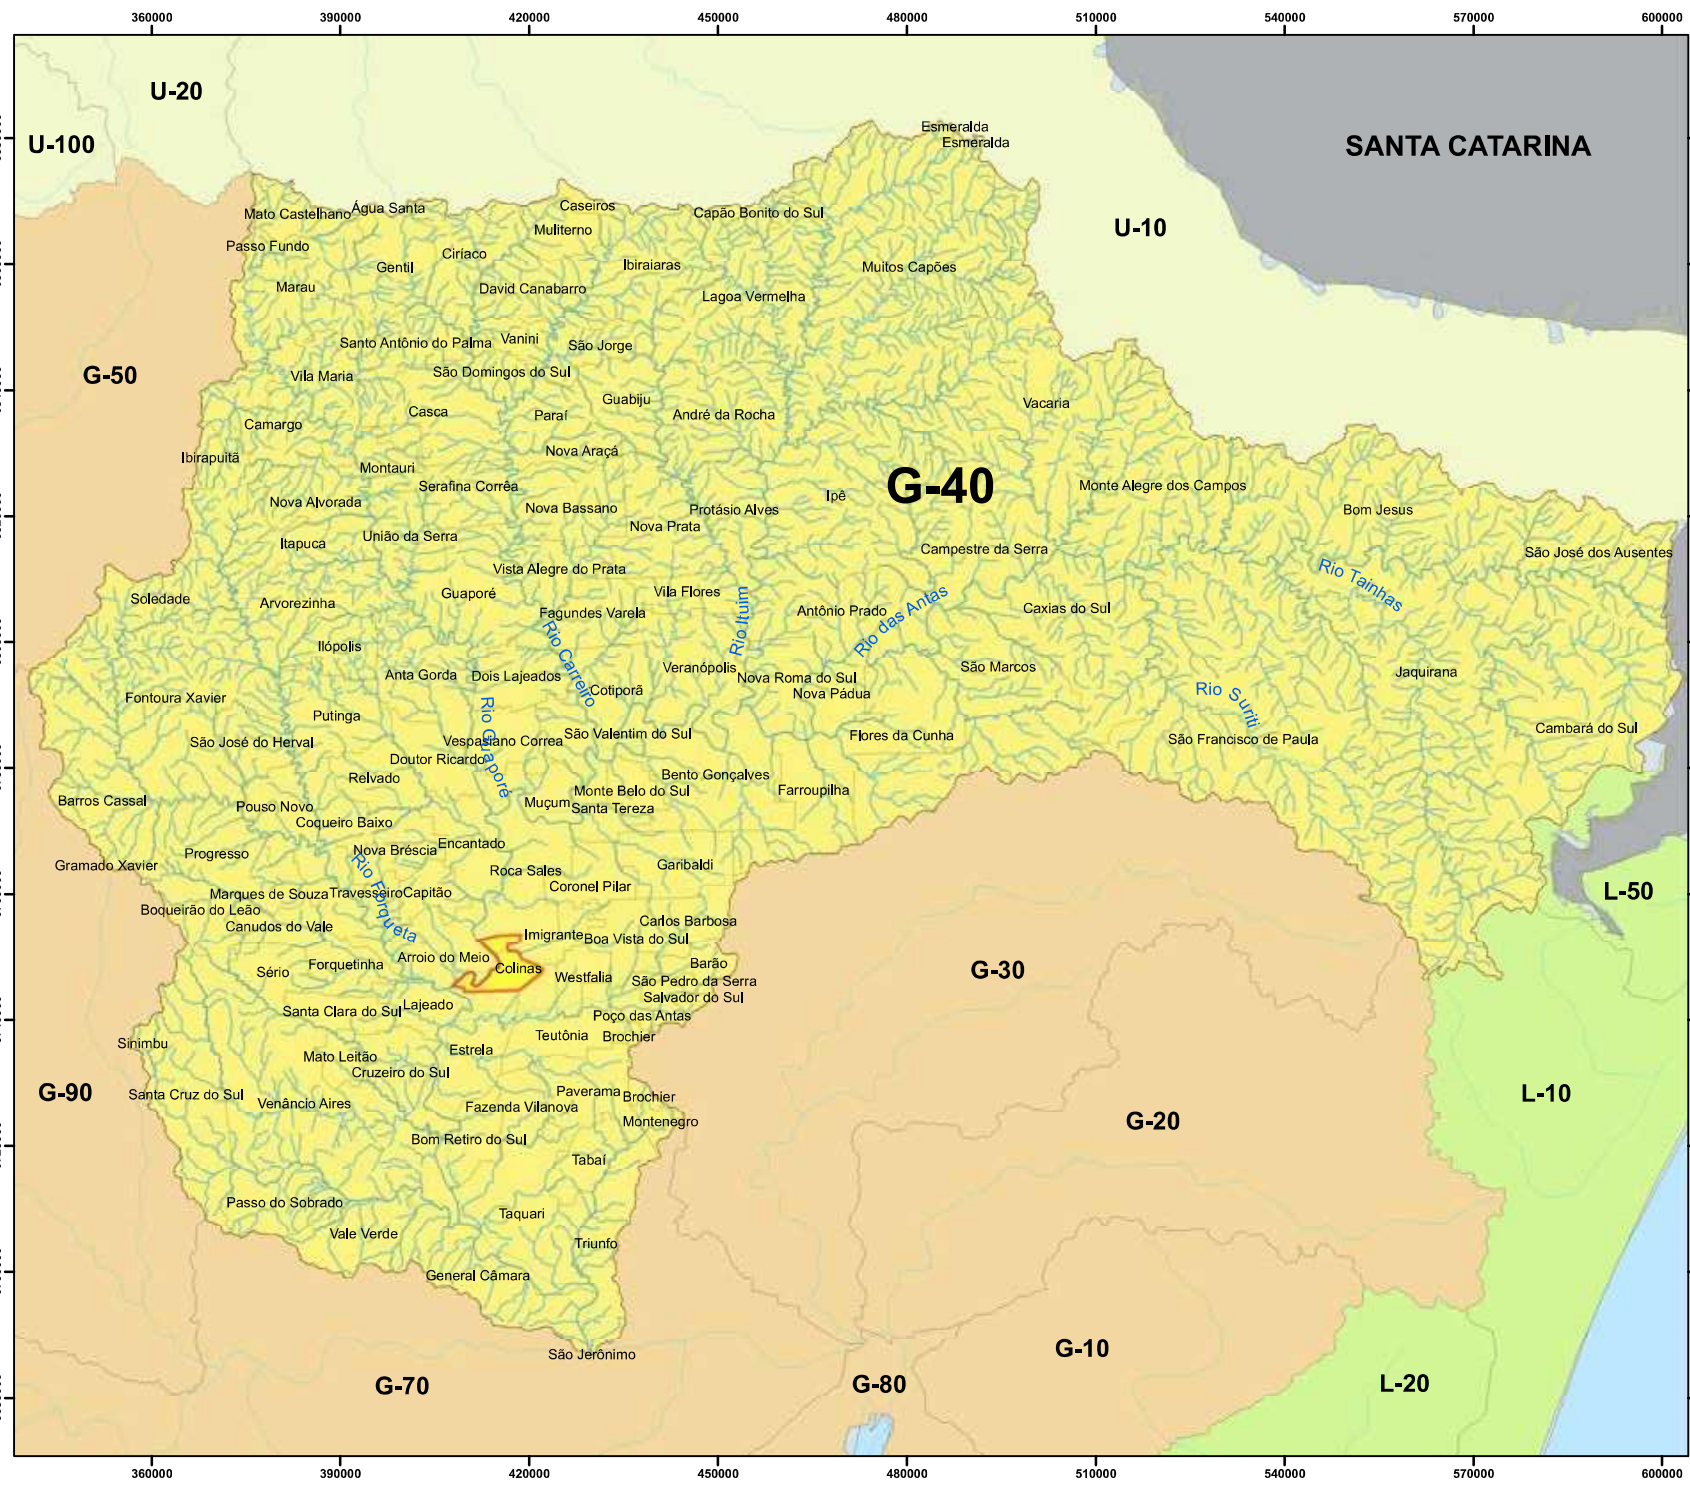 360000 390000 420000 450000 480000 510000 540000 570000 600000
U-20
U-100
SANTA CATARINA
Esmeralda
Esmeralda
U-10
Mato Castelhano
Água Santa
Caseiros
Capão Bonito do Sul
Muliterno
Passo Fundo
Ciríaco
Gentil
Ibiraiaras
Muitos Capões
Marau
David Canabarro
Lagoa Vermelha
Santo Antônio do Palma
Vanini
São Jorge
G-50
Vila Maria
São Domingos do Sul
Guabiju
Vacaria
Casca
Paraí
André da Rocha
Camargo
Nova Araçá
Ibirapuitã
Montauri
Serafina Corrêa
G-40
Monte Alegre dos Campos
Nova Alvorada
Nova Bassano
Protásio Alves
Ipê
Bom Jesus
Nova Prata
União da Serra
Itapuca
Campestre da Serra
São José dos Ausentes
Vista Alegre do Prata
Rio Tainhas
Soledade
Arvorezinha
Guaporé
Vila Flores
Fagundes Varela
Antônio Prado
Caxias do Sul
Rio Ituim
Rio das Antas
Rio Carreiro
Ilópolis
Anta Gorda
Dois Lajeados
Veranópolis
São Marcos
Nova Roma do Sul
Jaquirana
Cotiporã
Nova Pádua
Fontoura Xavier
Rio Suriti
Putinga
Rio Guaporé
São José do Herval
Vespasiano Correa
São Valentim do Sul
Flores da Cunha
São Francisco de Paula
Cambará do Sul
Doutor Ricardo
Relvado
Bento Gonçalves
Monte Belo do Sul
Farroupilha
Barros Cassal
Pouso Novo
Muçum
Santa Tereza
Coqueiro Baixo
Encantado
Nova Bréscia
Progresso
Gramado Xavier
Roca Sales
Garibaldi
Rio Forqueta
Coronel Pilar
Marques de Souza
Travesseiro
Capitão
L-50
Boqueirão do Leão
Canudos do Vale
Carlos Barbosa
Imigrante
Boa Vista do Sul
Arroio do Meio
Forquetinha
Sério
Colinas
Westfalia
Barão
São Pedro da Serra
G-30
Salvador do Sul
Santa Clara do Sul
Lajeado
Poço das Antas
Sinimbu
Teutônia
Brochier
Estrela
Mato Leitão
Cruzeiro do Sul
G-90
Santa Cruz do Sul
Venâncio Aires
Paverama
Brochier
Fazenda Vilanova
Montenegro
L-10
G-20
Bom Retiro do Sul
Tabaí
Passo do Sobrado
Taquari
Vale Verde
Triunfo
General Câmara
São Jerônimo
G-10
G-70
G-80
L-20
360000 390000 420000 450000 480000 510000 540000 570000 600000